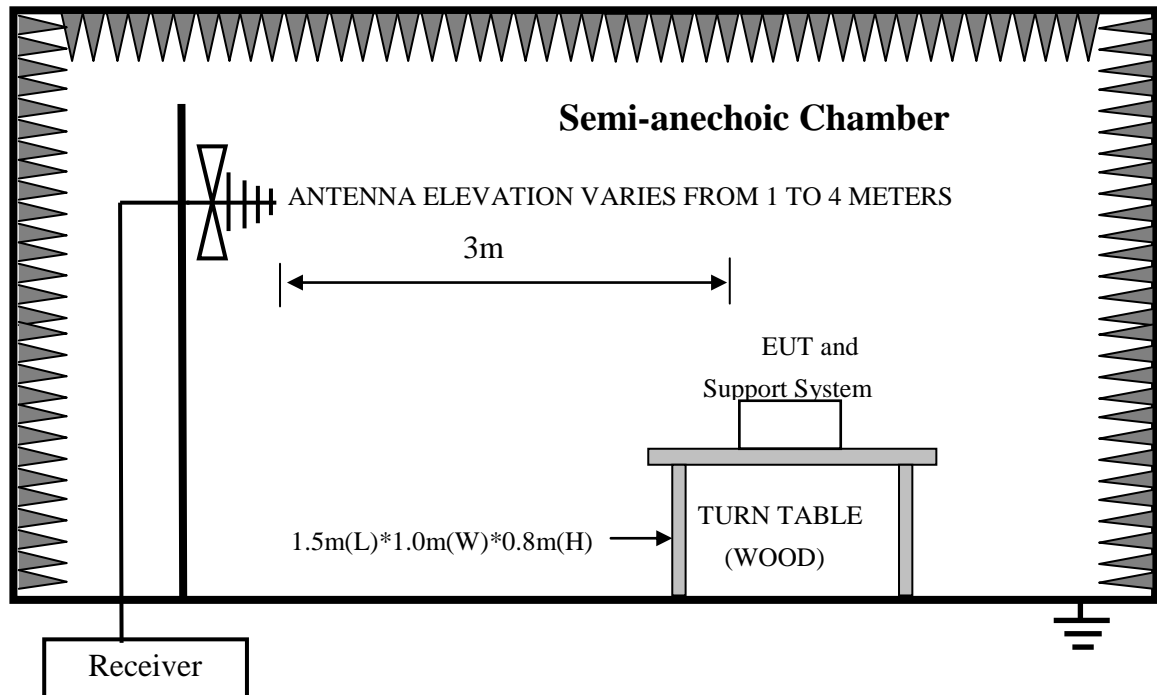 Semi-anechoic Chamber
ANTENNA ELEVATION VARIES FROM 1 TO 4 METERS
3m
EUT and
Support System
TURN TABLE
1.5m(L)*1.0m(W)*0.8m(H)
(WOOD)
Receiver